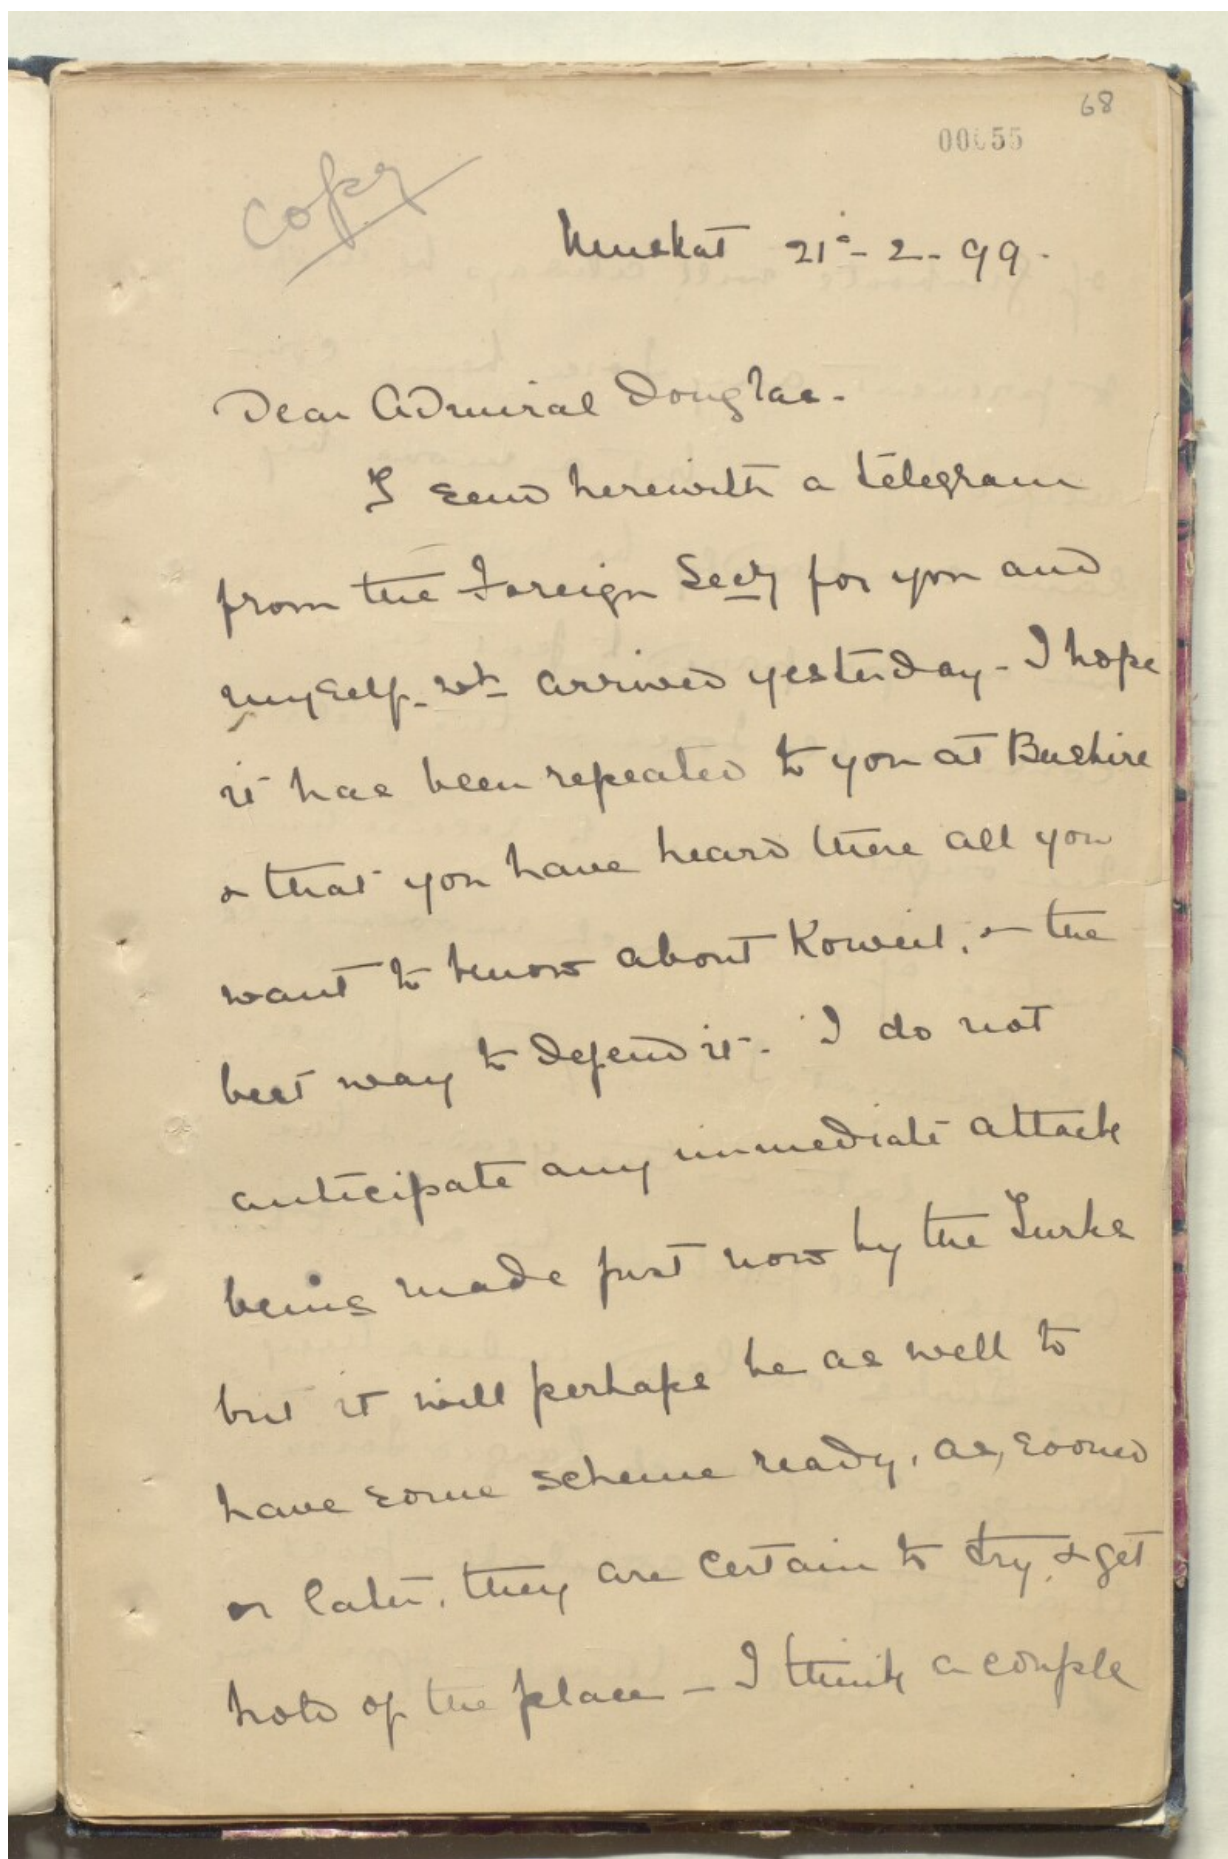 68
00055
Copy
Muskat 21st - 2 - 99.
Dear Admiral Douglas.
I send herewith a telegram
from the Foreign Secy for you and
myself - wh arrived yesterday - I hope
it has been repeated to you at Bushire
& that you have heard there all you
want to know about Koweit, & the
best way to defend it. I do not
anticipate any immediate attack
being made just now by the Turks
but it will perhaps be as well to
have some scheme ready, as, sooner
or later, they are certain to try & get
hold of the place - I think a couple